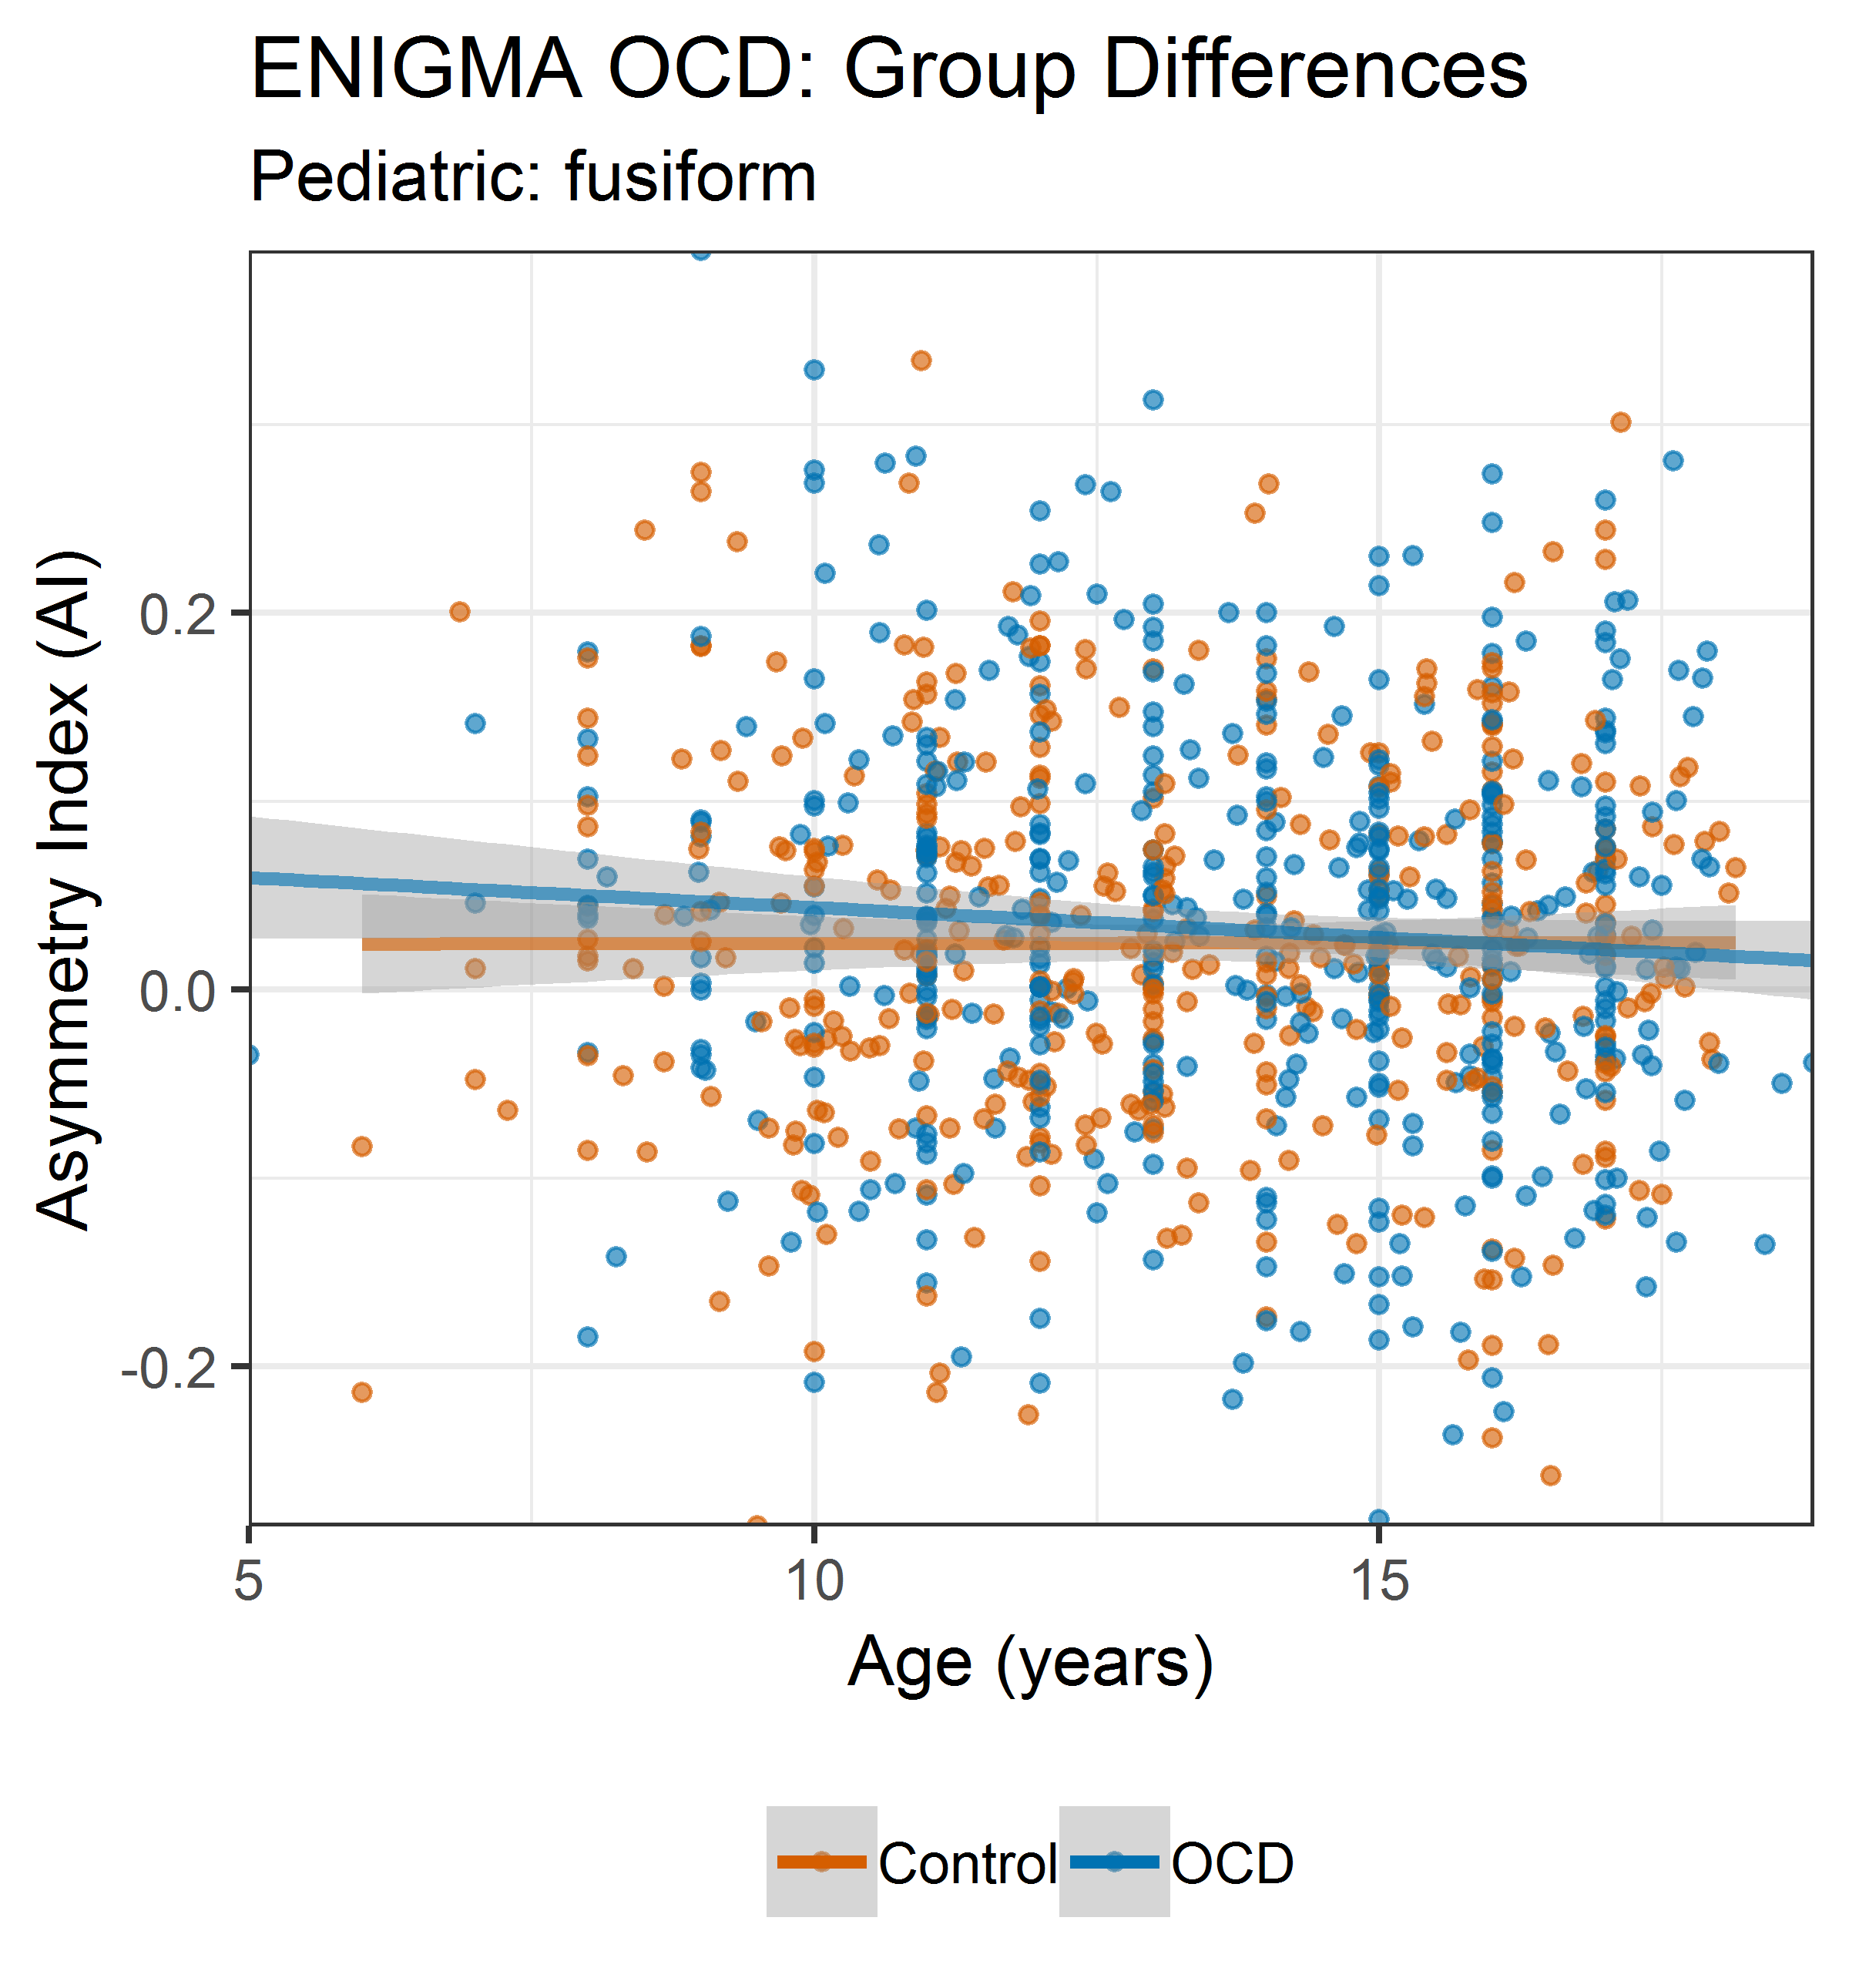 ENIGMA OCD: Group Differences
Pediatric: fusiform
Asymmetry Index (AI)
0.2
0.0
-0.2
5 10 15
Age (years)
Control OCD